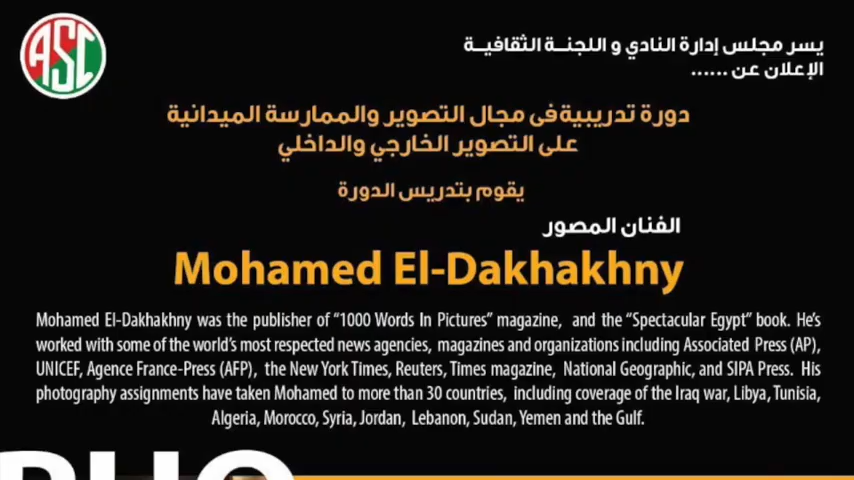 ASC
يسر مجلس إدارة النادي و اللجنـــة الثقافيـــة
الإعلان عن ......
دورة تدريبيةفى مجال التصوير والممارسة الميدانية
على التصوير الخارجي والداخلي
يقوم بتدريس الدورة
الفنان المصور
Mohamed El-Dakhakhny
Mohamed El-Dakhakhny was the publisher of “1000 Words In Pictures” magazine, and the “Spectacular Egypt” book. He’s
worked with some of the world’s most respected news agencies, magazines and organizations including Associated Press (AP),
UNICEF, Agence France-Press (AFP), the New York Times, Reuters, Times magazine, National Geographic, and SIPA Press. His
photography assignments have taken Mohamed to more than 30 countries, including coverage of the Iraq war, Libya, Tunisia,
Algeria, Morocco, Syria, Jordan, Lebanon, Sudan, Yemen and the Gulf.